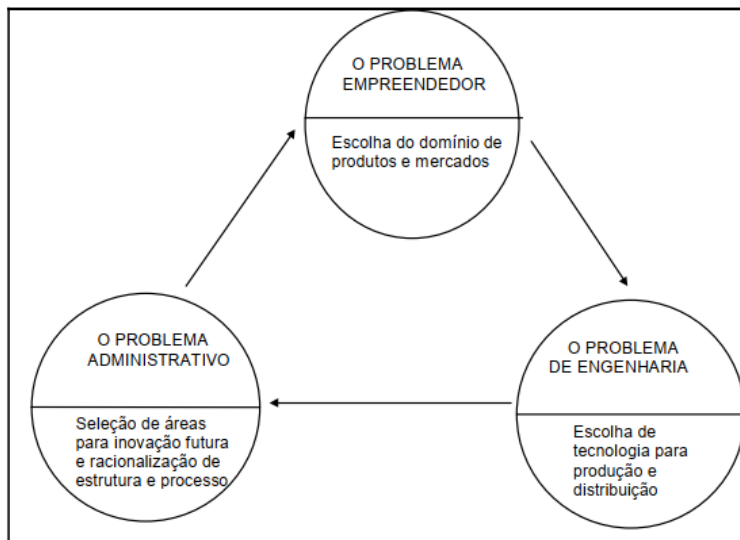 O PROBLEMA
EMPREENDEDOR
Escolha do domínio de
produtos e mercados
O PROBLEMA
ADMINISTRATIVO
Seleção de áreas
para inovação futura
e racionalização de
estrutura e processo
O PROBLEMA
DE ENGENHARIA
Escolha de
tecnologia para
produção e
distribuição